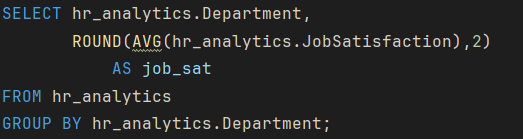 SELECT hr_analytics.Department,
ROUND(AVG(hr_analytics.JobSatisfaction),2)
AS job_sat
FROM hr_analytics
GROUP BY hr_analytics.Department;